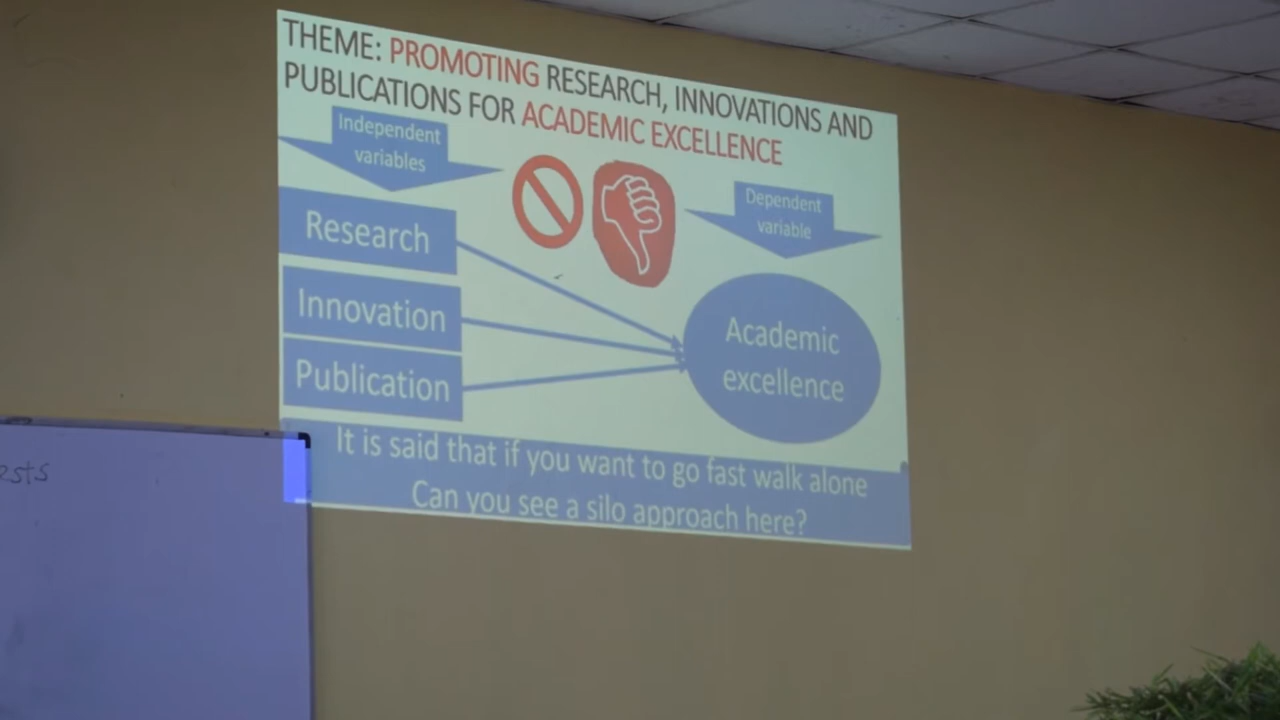 THEME: PROMOTING RESEARCH, INNOVATIONS AND
PUBLICATIONS FOR ACADEMIC EXCELLENCE
Independent
variables
Dependent
variable
Research
Innovation
Publication
Academic
excellence
It is said that if you want to go fast walk alone
Can you see a silo approach here?